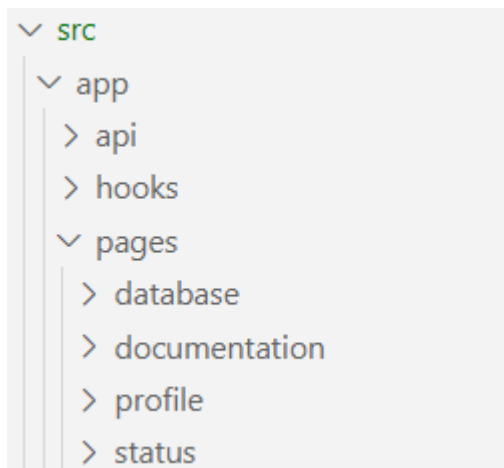 src
app
api
hooks
pages
database
documentation
profile
status